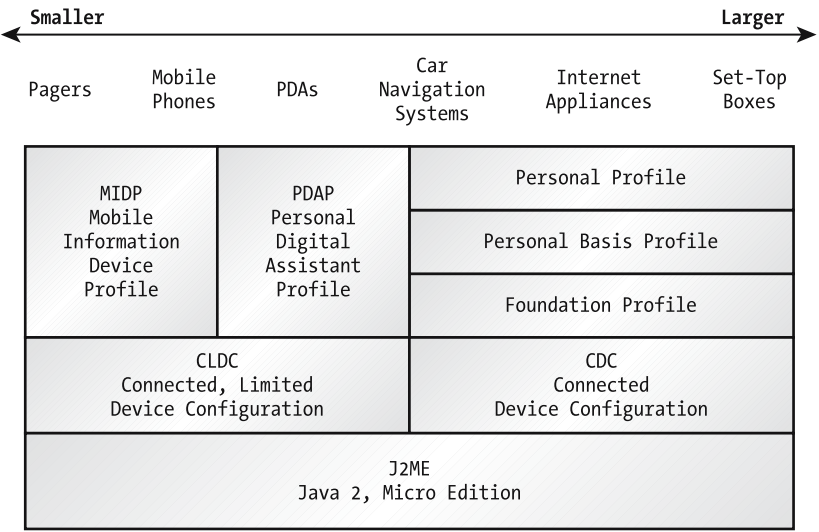 Smaller
Larger
Pagers
Mobile
Phones
PDAs
Car
Navigation
Systems
Internet
Appliances
Set-Top
Boxes
MIDP
Mobile
Information
Device
Profile
PDAP
Personal
Digital
Assistant
Profile
Personal Profile
Personal Basis Profile
Foundation Profile
CLDC
Connected, Limited
Device Configuration
CDC
Connected
Device Configuration
J2ME
Java 2, Micro Edition